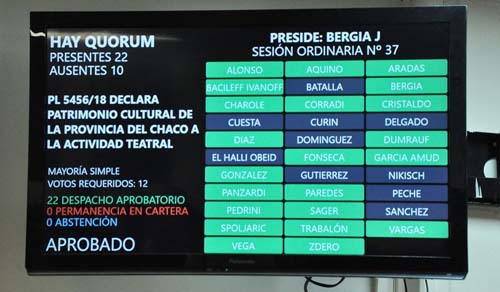 HAY QUORUM
PRESENTES 22
AUSENTES 10
PL 5456/18 DECLARA
PATRIMONIO CULTURAL DE
LA PROVINCIA DEL CHACO A
LA ACTIVIDAD TEATRAL
MAYORÍA SIMPLE
VOTOS REQUERIDOS: 12
22 DESPACHO APROBATORIO
0 PERMANENCIA EN CARTERA
0 ABSTENCIÓN
APROBADO
PRESIDE: BERGIA J
SESIÓN ORDINARIA Nº 37
ALONSO AQUINO ARADAS
BACILEFF IVANOFF BATALLA BERGIA
CHAROLE CORRADI CRISTALDO
CUESTA CURIN DELGADO
DIAZ DOMINGUEZ DUMRAUF
EL HALLI OBEID FONSECA GARCIA AMUD
GONZALEZ GUTIERREZ NIKISCH
PANZARDI PAREDES PECHE
PEDRINI SAGER SANCHEZ
SPOLJARIC TRABALÓN VARGAS
VEGA ZDERO
Panasonic